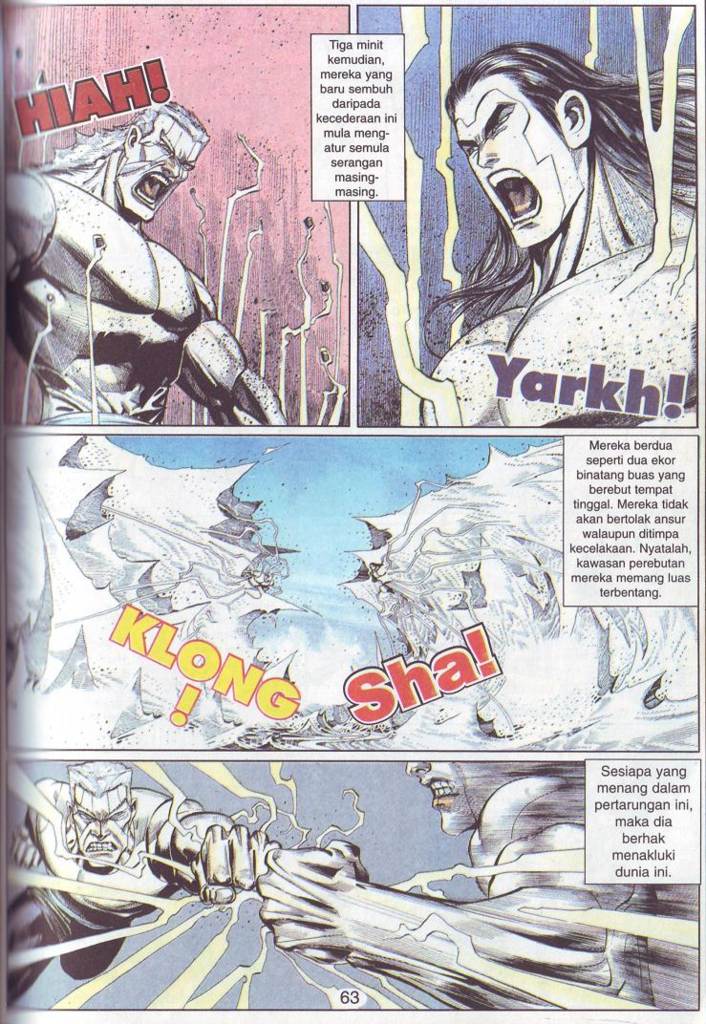 HIAH!
Tiga minit
kemudian,
mereka yang
baru sembuh
daripada
kecederaan ini
mula meng-
atur semula
serangan
masing-
masing.
Yarkh!
Mereka berdua
seperti dua ekor
binatang buas yang
berebut tempat
tinggal. Mereka tidak
akan bertolak ansur
walaupun ditimpa
kecelakaan. Nyatalah,
kawasan perebutan
mereka memang luas
terbentang.
KLONG
!
Sha!
Sesiapa yang
menang dalam
pertarungan ini,
maka dia
berhak
menakluki
dunia ini.
63